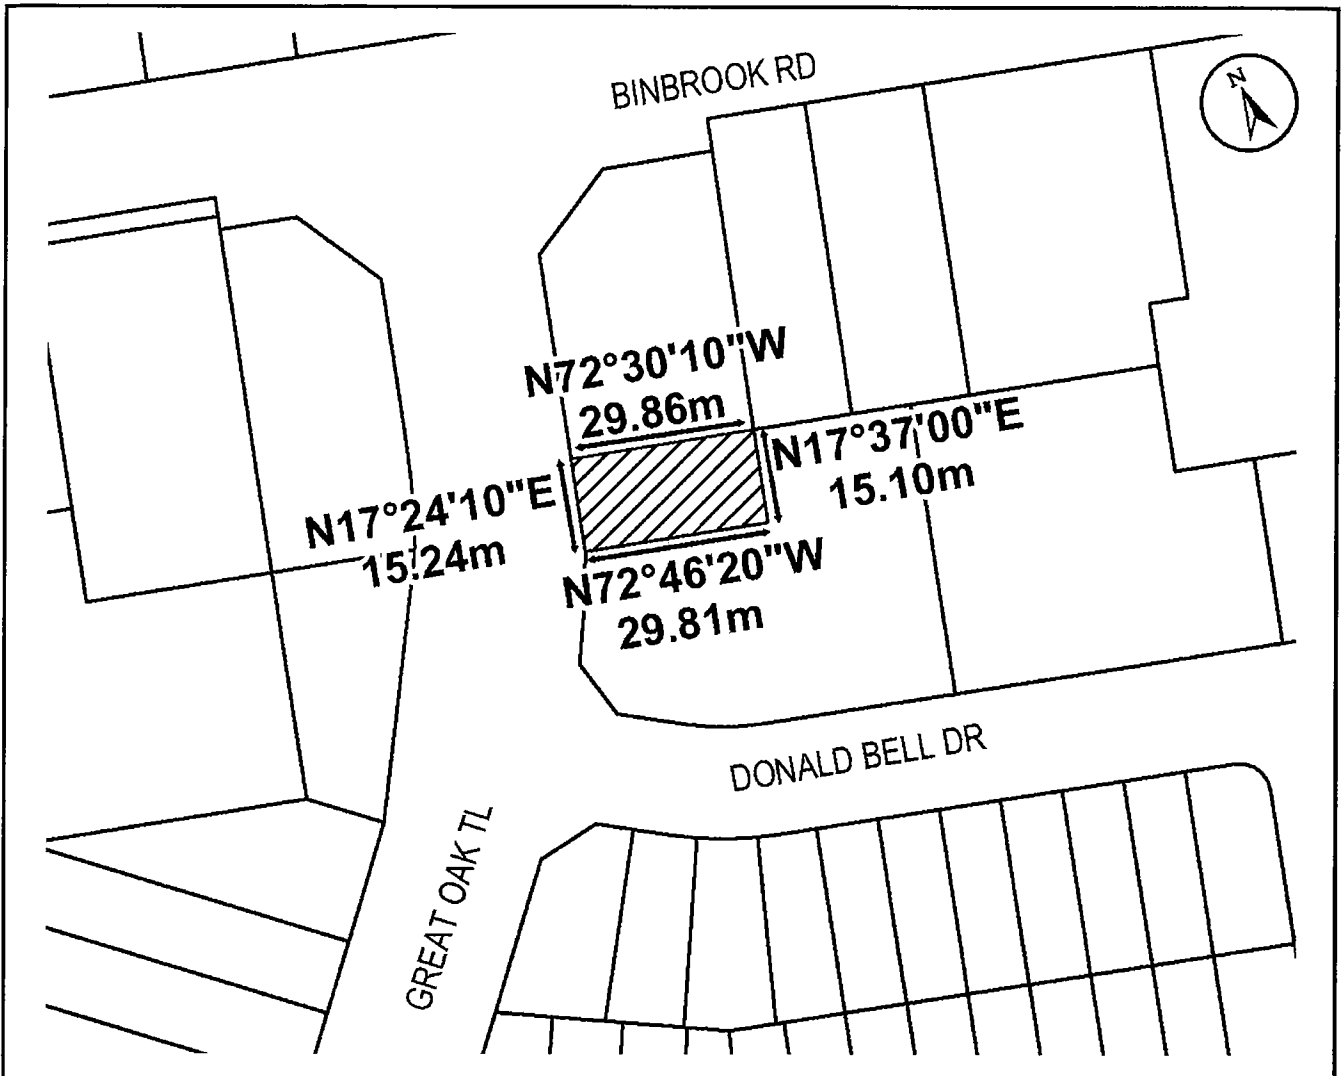 BINBROOK RD
N
N72°30'10"W
29.86m
N17°37'00"E
15.10m
N17°24'10"E
15.24m
N72°46'20"W
29.81m
DONALD BELL DR
GREAT OAK TL